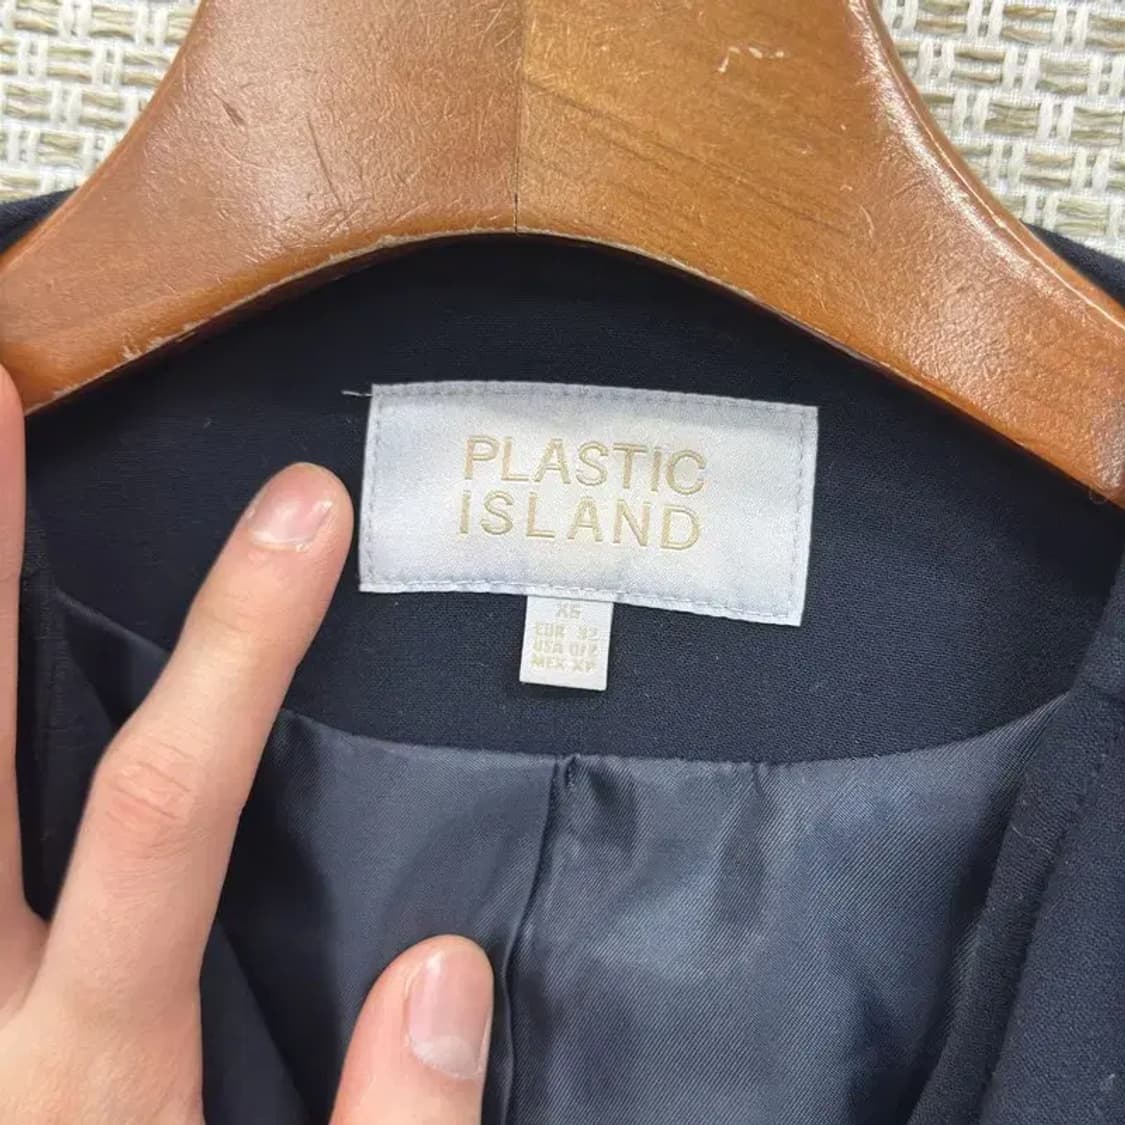 PLASTIC
ISLAND
XS
EUR 32
USA 0/2
MEX XP